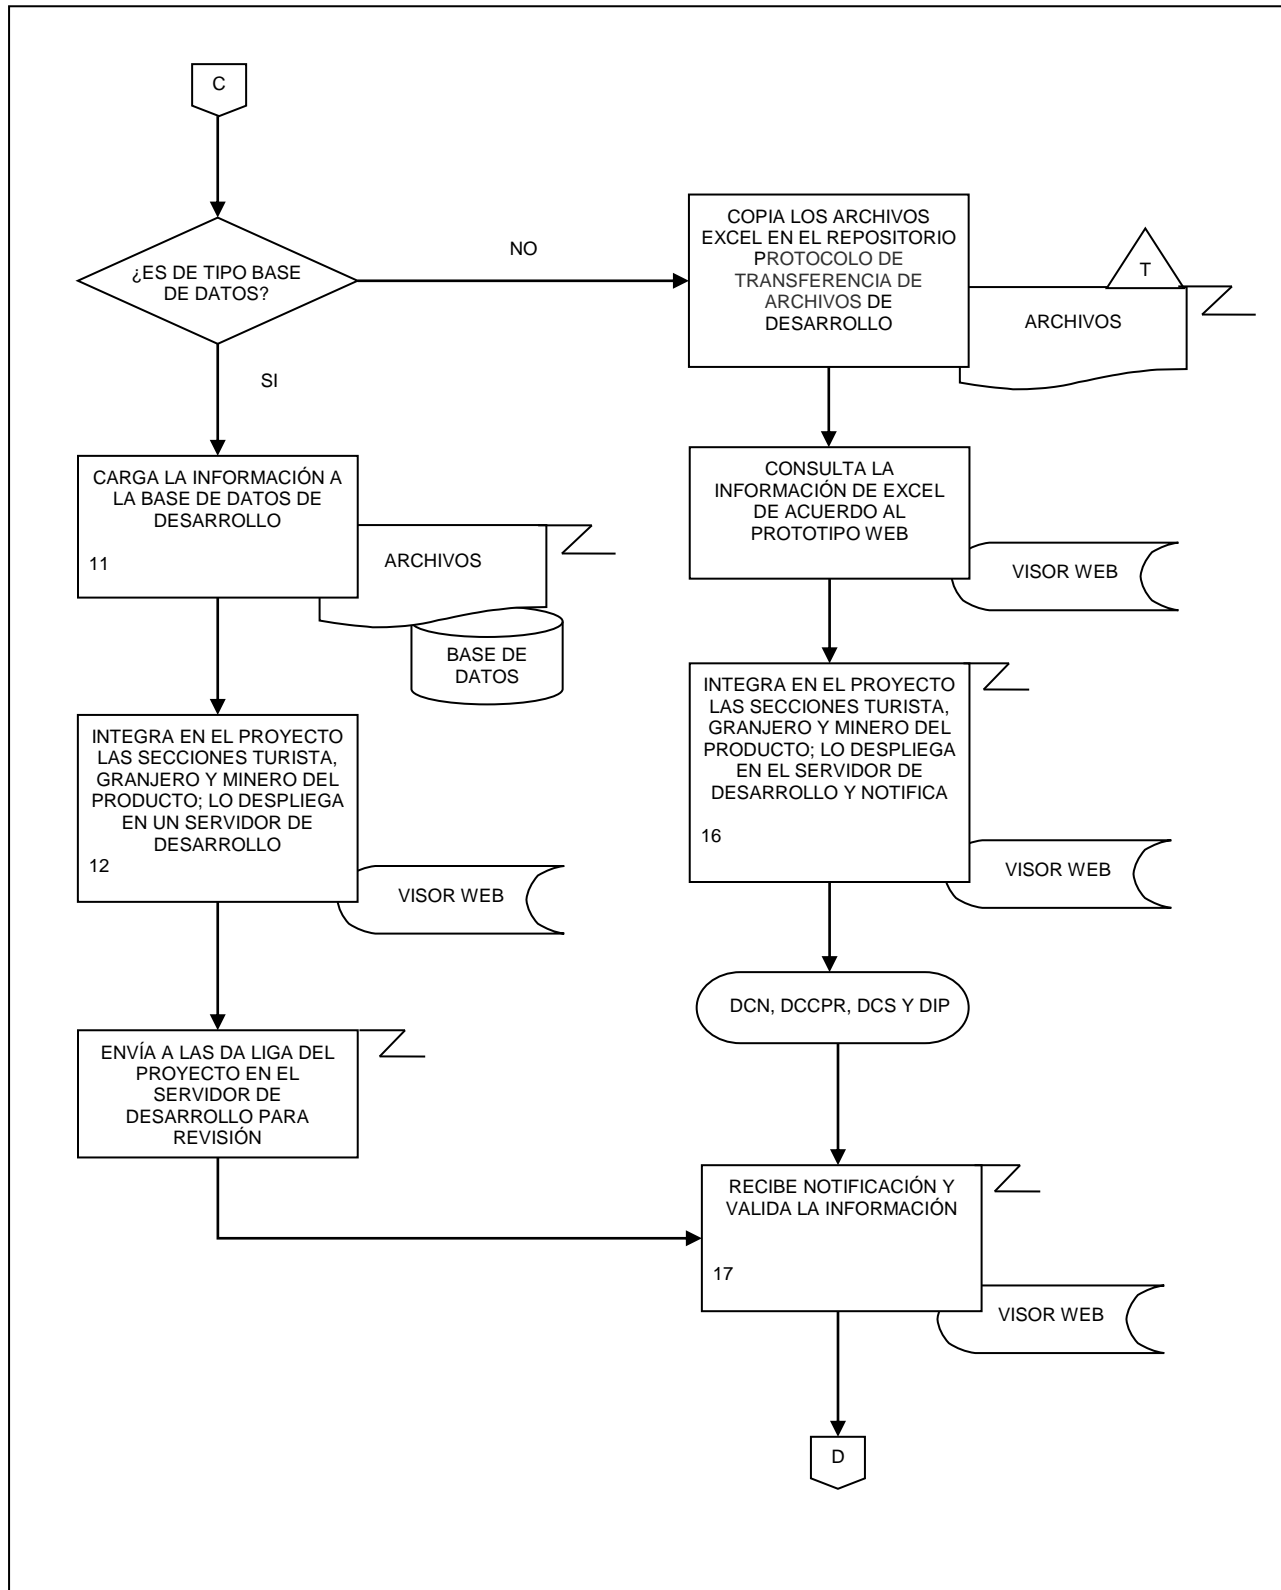 C
¿ES DE TIPO BASE
DE DATOS?
NO
SI
COPIA LOS ARCHIVOS
EXCEL EN EL REPOSITORIO
PROTOCOLO DE
TRANSFERENCIA DE
ARCHIVOS DE
DESARROLLO
T
ARCHIVOS
CARGA LA INFORMACIÓN A
LA BASE DE DATOS DE
DESARROLLO
11
ARCHIVOS
BASE DE
DATOS
CONSULTA LA
INFORMACIÓN DE EXCEL
DE ACUERDO AL
PROTOTIPO WEB
VISOR WEB
INTEGRA EN EL PROYECTO
LAS SECCIONES TURISTA,
GRANJERO Y MINERO DEL
PRODUCTO; LO DESPLIEGA
EN UN SERVIDOR DE
DESARROLLO
12
VISOR WEB
INTEGRA EN EL PROYECTO
LAS SECCIONES TURISTA,
GRANJERO Y MINERO DEL
PRODUCTO; LO DESPLIEGA
EN EL SERVIDOR DE
DESARROLLO Y NOTIFICA
16
VISOR WEB
DCN, DCCPR, DCS Y DIP
ENVÍA A LAS DA LIGA DEL
PROYECTO EN EL
SERVIDOR DE
DESARROLLO PARA
REVISIÓN
RECIBE NOTIFICACIÓN Y
VALIDA LA INFORMACIÓN
17
VISOR WEB
D